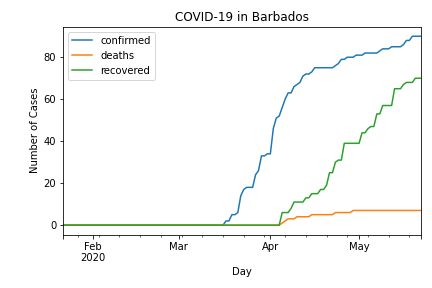 COVID-19 in Barbados
confirmed
deaths
recovered
Number of Cases
80
60
40
20
0
Feb
2020
Mar
Apr
May
Day